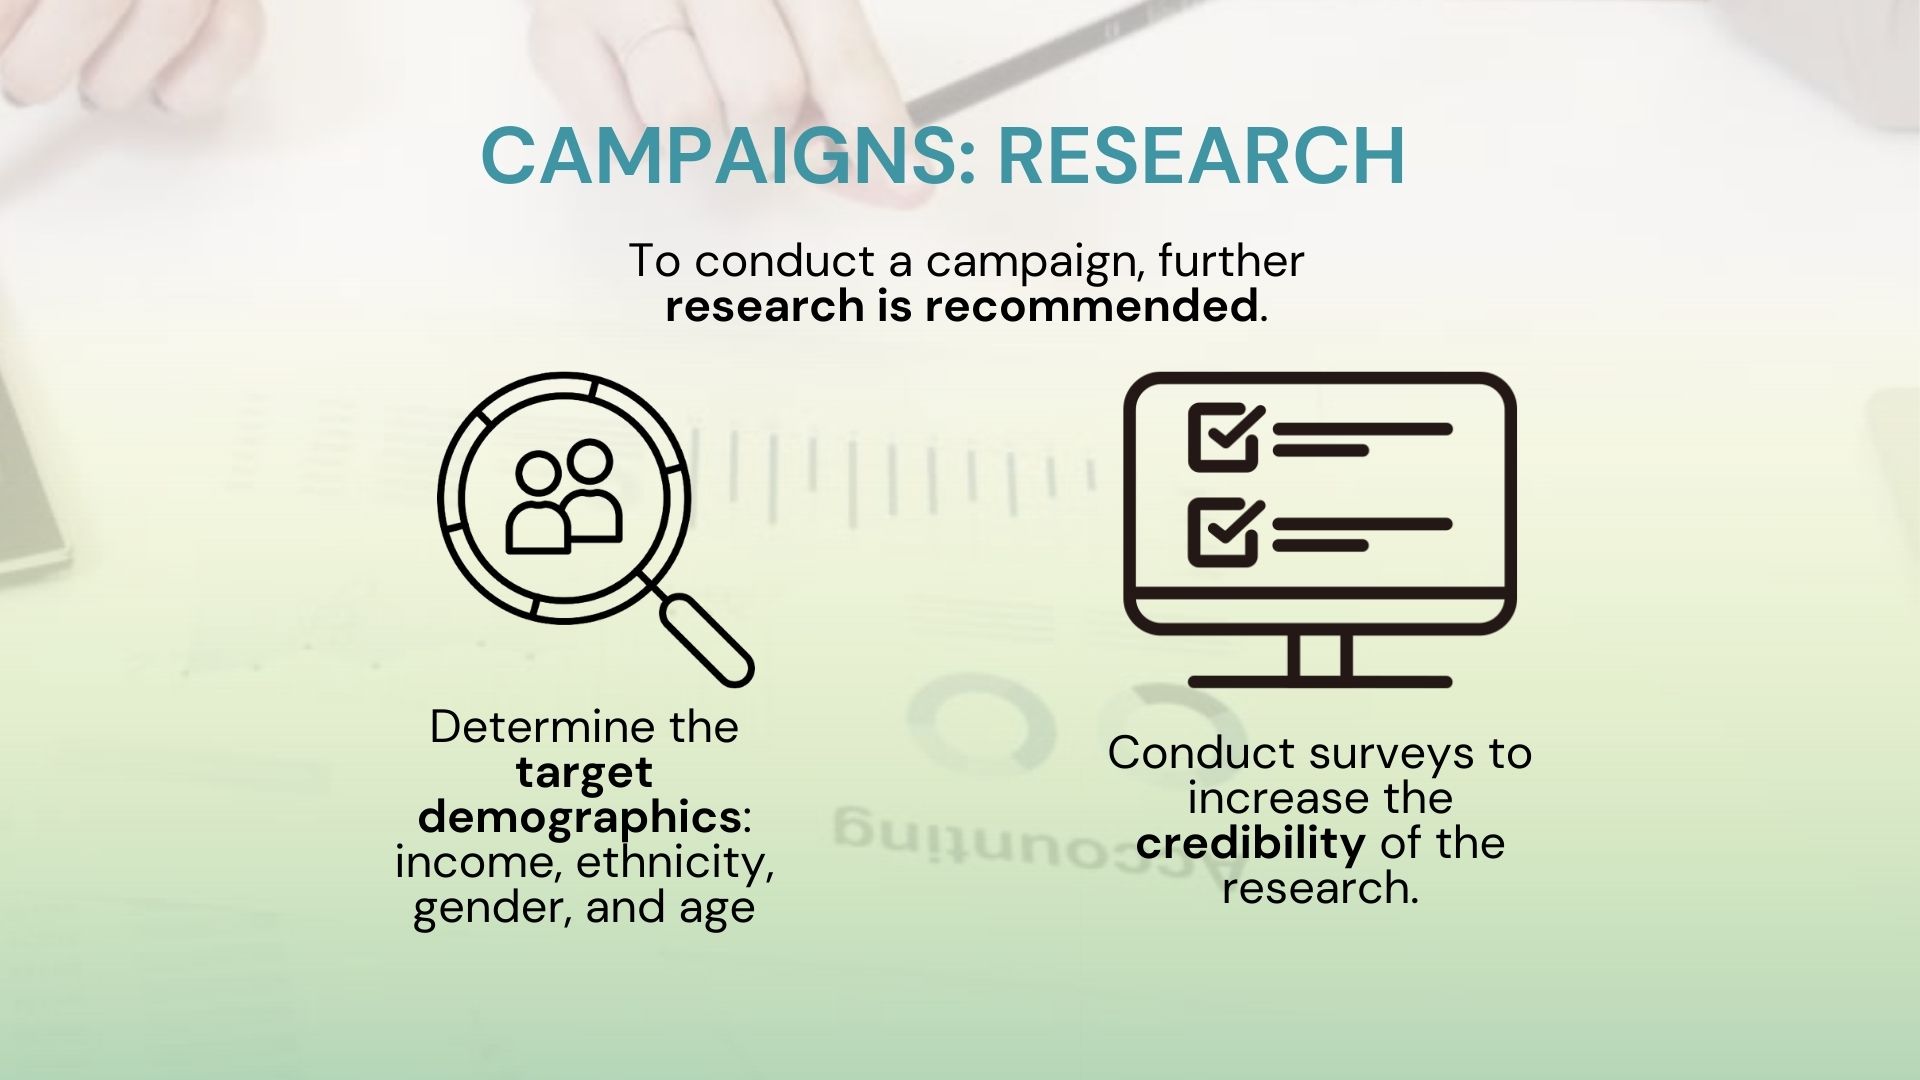 CAMPAIGNS: RESEARCH
To conduct a campaign, further
research is recommended.
Determine the
target
demographics:
income, ethnicity,
gender, and age
Conduct surveys to
increase the
credibility of the
research.
Accounting